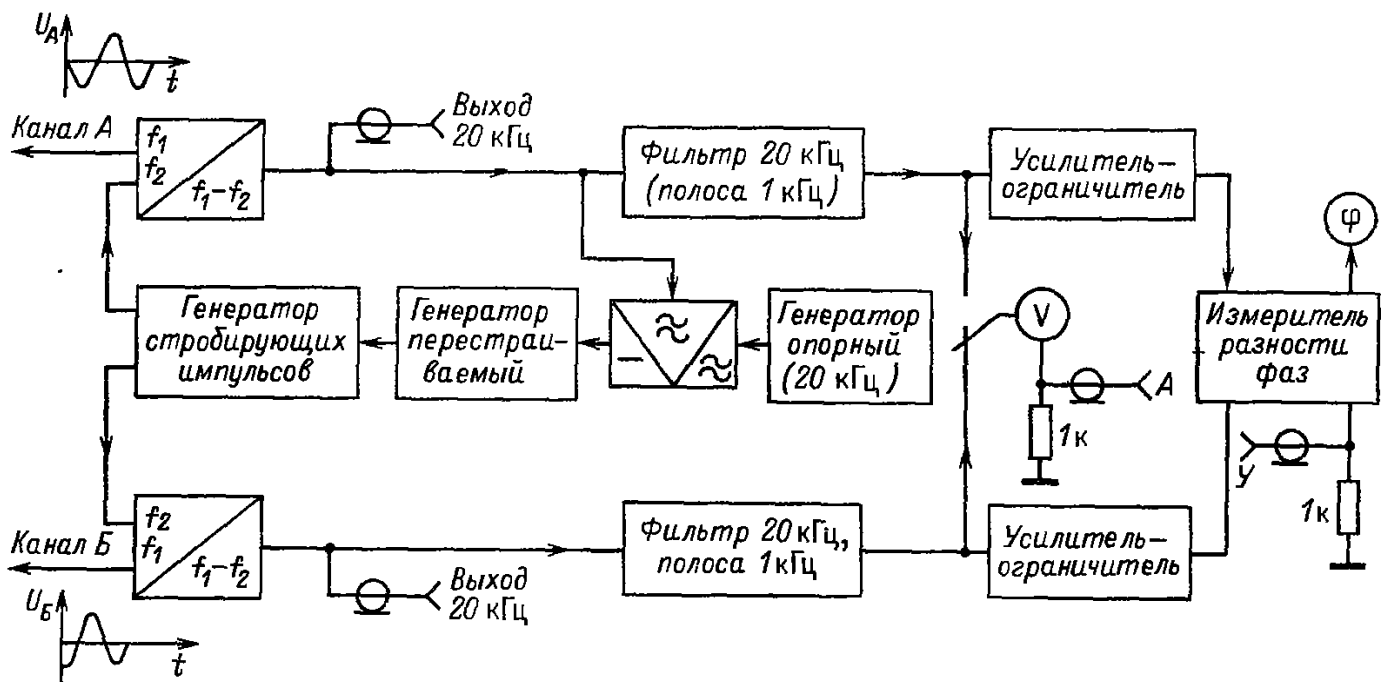 U_A
t
Канал А
f1
f2
f1–f2
Выход
20 кГц
Фильтр 20 кГц
(полоса 1 кГц)
Усилитель–
ограничитель
φ
Генератор
стробирующих
импульсов
Генератор
перестраи–
ваемый
–
Генератор
опорный
(20 кГц)
V
А
1к
Измеритель
разности
фаз
У
1к
Канал Б
f2
f1
f1–f2
Выход
20 кГц
Фильтр 20 кГц,
полоса 1кГц
Усилитель–
ограничитель
U_Б
t